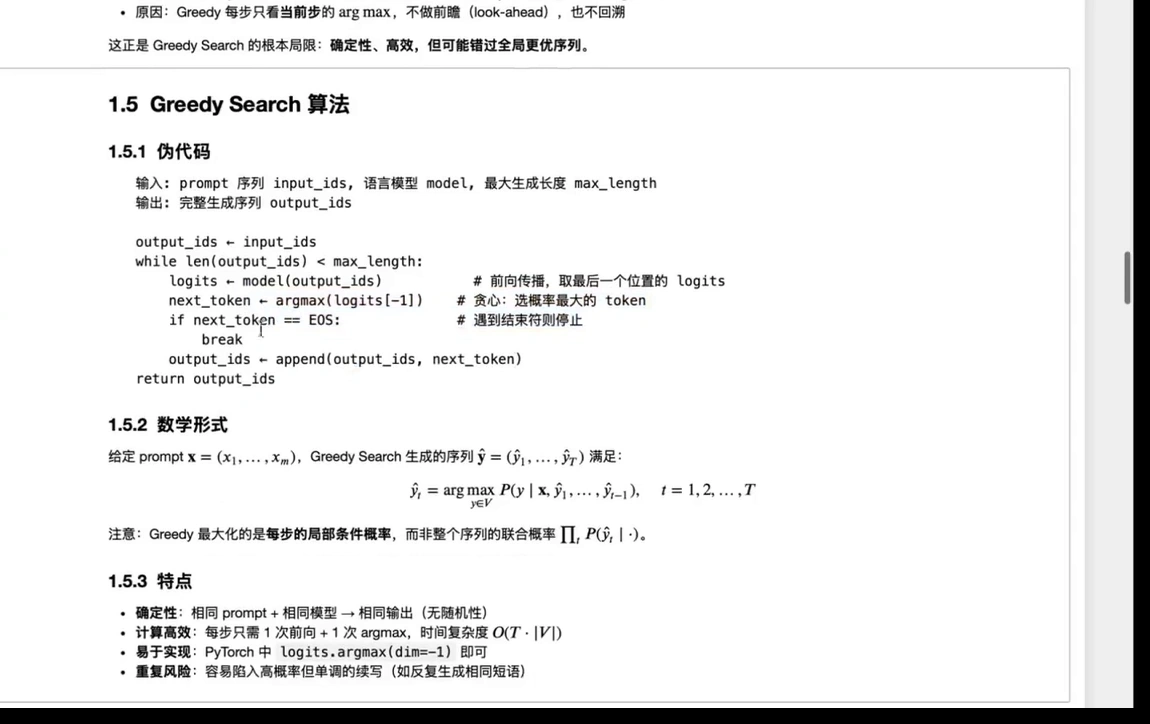 • 原因：Greedy 每步只看当前步的 arg max，不做前瞻（look-ahead），也不回溯
这正是 Greedy Search 的根本局限：确定性、高效，但可能错过全局更优序列。
1.5 Greedy Search 算法
1.5.1 伪代码
输入: prompt 序列 input_ids, 语言模型 model, 最大生成长度 max_length
输出: 完整生成序列 output_ids
output_ids ← input_ids
while len(output_ids) < max_length:
logits ← model(output_ids) # 前向传播, 取最后一个位置的 logits
next_token ← argmax(logits[-1]) # 贪心: 选概率最大的 token
if next_token == EOS: # 遇到结束符则停止
break
output_ids ← append(output_ids, next_token)
return output_ids
1.5.2 数学形式
给定 prompt x = (x₁, … , xₘ)，Greedy Search 生成的序列 ŷ = (ŷ₁, … , ŷ_T) 满足：
ŷₜ = arg max_{y∈V} P(y | x, ŷ₁, … , ŷₜ₋₁), t = 1, 2, … , T
注意：Greedy 最大化的是每步的局部条件概率，而非整个序列的联合概率 ∏ₜ P(ŷₜ | ·)。
1.5.3 特点
• 确定性：相同 prompt + 相同模型 → 相同输出（无随机性）
• 计算高效：每步只需 1 次前向 + 1 次 argmax，时间复杂度 O(T · |V|)
• 易于实现：PyTorch 中 logits.argmax(dim=-1) 即可
• 重复风险：容易陷入高概率但单调的续写（如反复生成相同短语）